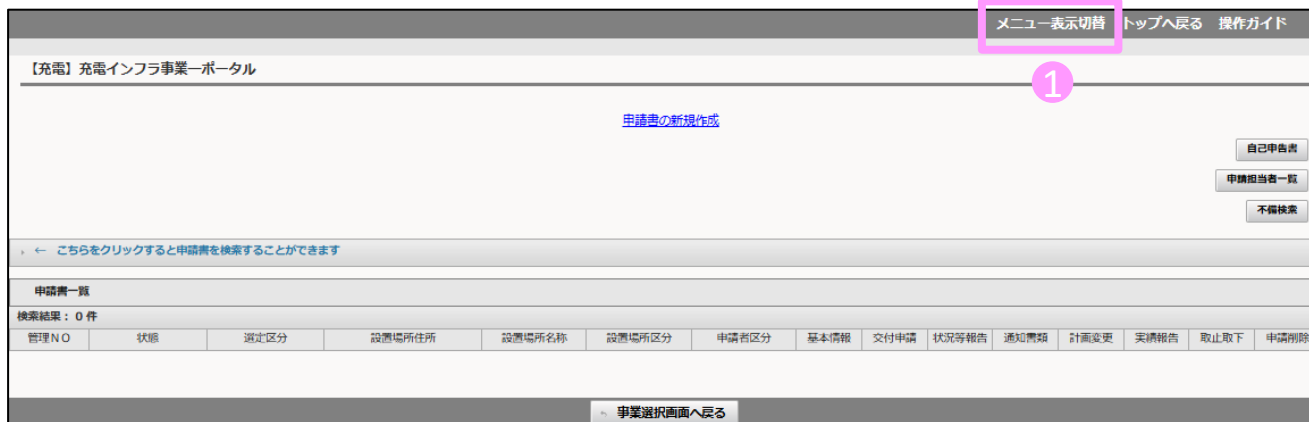 メニュー表示切替 トップへ戻る 操作ガイド
【充電】充電インフラ事業ーポータル
1
申請書の新規作成
自己申告書
申請担当者一覧
不備検索
← こちらをクリックすると申請書を検索することができます
申請書一覧
検索結果： 0 件
管理NO 状態 選定区分 設置場所住所 設置場所名称 設置場所区分 申請者区分 基本情報 交付申請 状況等報告 通知書類 計画変更 実績報告 取止取下 申請削除
事業選択画面へ戻る